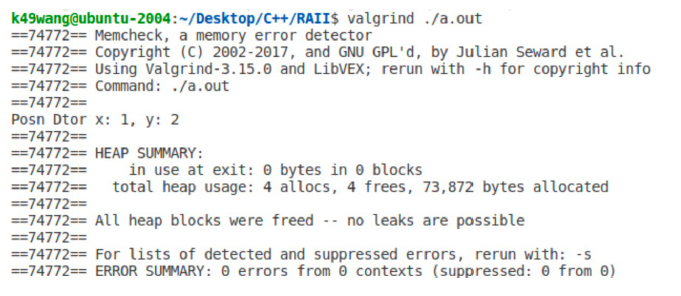 k49wang@ubuntu-2004:~/Desktop/C++/RAII$ valgrind ./a.out
==74772== Memcheck, a memory error detector
==74772== Copyright (C) 2002-2017, and GNU GPL'd, by Julian Seward et al.
==74772== Using Valgrind-3.15.0 and LibVEX; rerun with -h for copyright info
==74772== Command: ./a.out
==74772==
Posn Dtor x: 1, y: 2
==74772==
==74772== HEAP SUMMARY:
==74772==     in use at exit: 0 bytes in 0 blocks
==74772==   total heap usage: 4 allocs, 4 frees, 73,872 bytes allocated
==74772==
==74772== All heap blocks were freed -- no leaks are possible
==74772==
==74772== For lists of detected and suppressed errors, rerun with: -s
==74772== ERROR SUMMARY: 0 errors from 0 contexts (suppressed: 0 from 0)